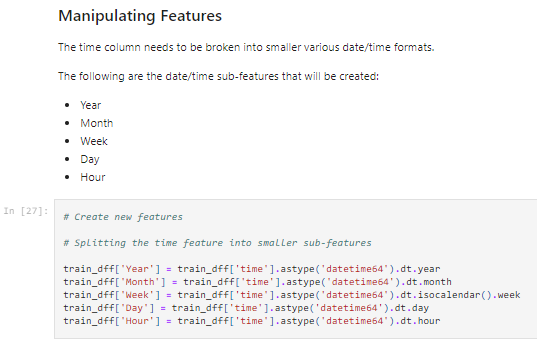 Manipulating Features
The time column needs to be broken into smaller various date/time formats.
The following are the date/time sub-features that will be created:
• Year
• Month
• Week
• Day
• Hour
In [27]:
# Create new features
# Splitting the time feature into smaller sub-features
train_dff['Year'] = train_dff['time'].astype('datetime64').dt.year
train_dff['Month'] = train_dff['time'].astype('datetime64').dt.month
train_dff['Week'] = train_dff['time'].astype('datetime64').dt.isocalendar().week
train_dff['Day'] = train_dff['time'].astype('datetime64').dt.day
train_dff['Hour'] = train_dff['time'].astype('datetime64').dt.hour